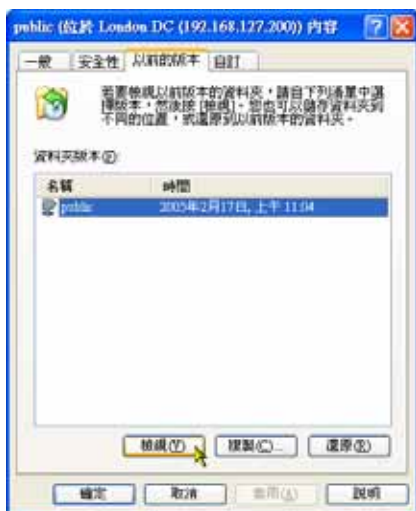 public (位於 London DC (192.168.127.200)) 內容
一般 安全性 以前的版本 自訂
若要檢視以前版本的資料夾，請自下列清單中選
擇版本，然後按 [檢視]。您也可以儲存資料夾到
不同的位置，或還原到以前版本的資料夾。
資料夾版本(F):
名稱 時間
public 2005年2月17日, 上午 11:04
檢視(V) 複製(C)... 還原(R)
確定 取消 套用(A) 說明